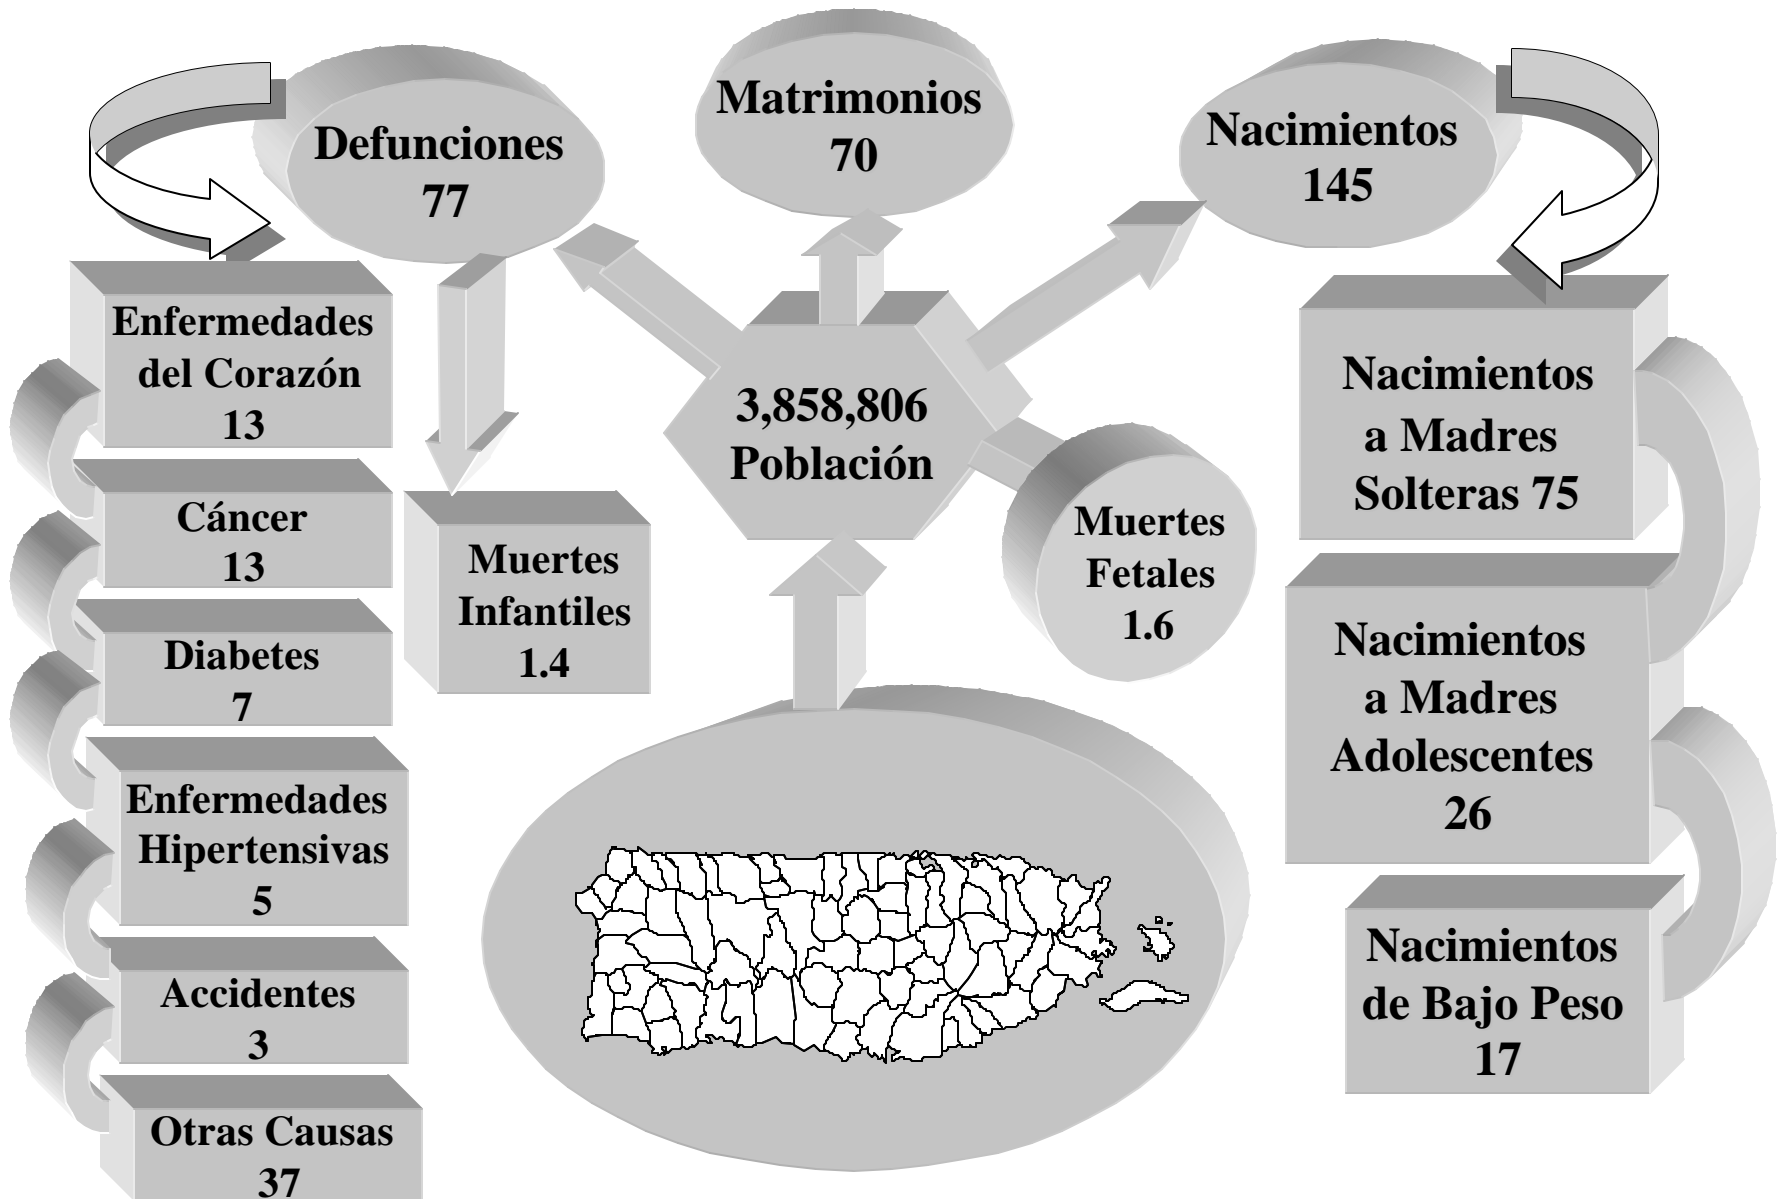 Defunciones
77
Matrimonios
70
Nacimientos
145
Enfermedades
del Corazón
13
Cáncer
13
Diabetes
7
Enfermedades
Hipertensivas
5
Accidentes
3
Otras Causas
37
Muertes
Infantiles
1.4
3,858,806
Población
Muertes
Fetales
1.6
Nacimientos
a Madres
Solteras 75
Nacimientos
a Madres
Adolescentes
26
Nacimientos
de Bajo Peso
17